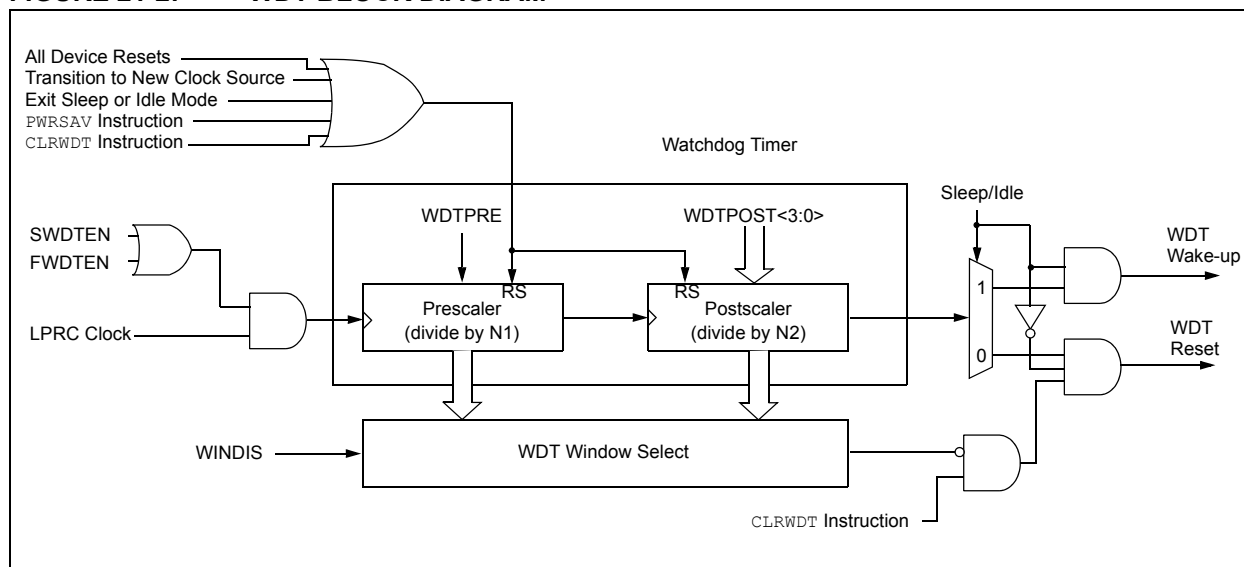 All Device Resets
Transition to New Clock Source
Exit Sleep or Idle Mode
PWRSAV Instruction
CLRWDT Instruction
Watchdog Timer
Sleep/Idle
WDTPRE
WDTPOST<3:0>
SWDTEN
FWDTEN
WDT
Wake-up
RS
RS
1
Prescaler
(divide by N1)
Postscaler
(divide by N2)
LPRC Clock
WDT
Reset
0
WINDIS
WDT Window Select
CLRWDT Instruction